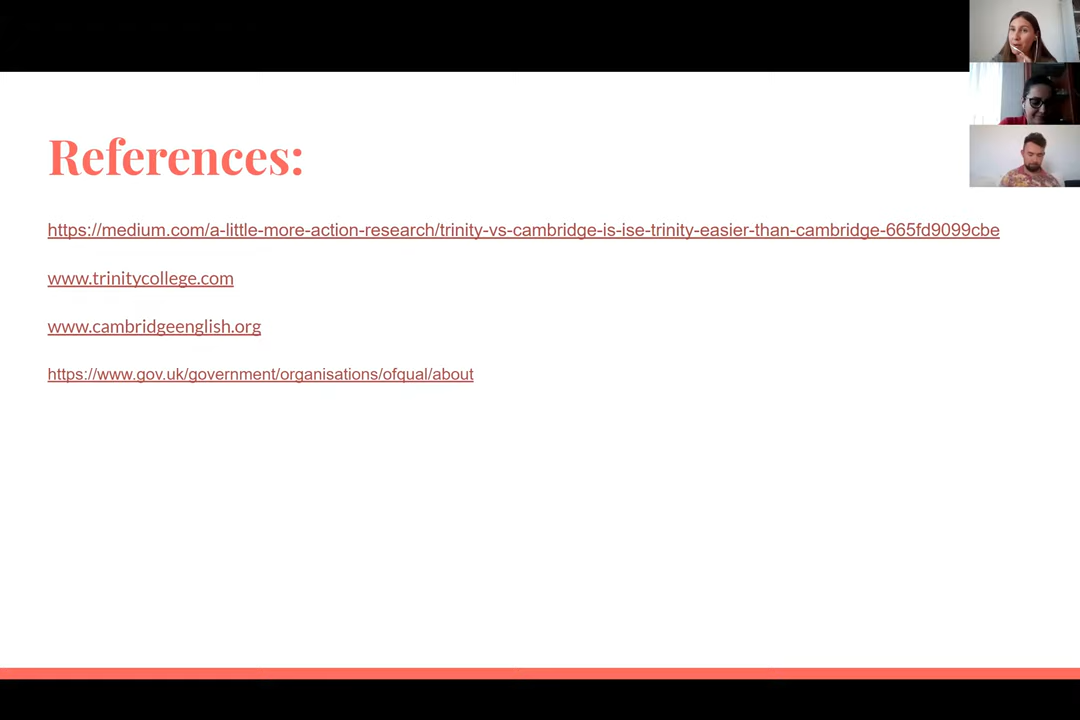 References:
https://medium.com/a-little-more-action-research/trinity-vs-cambridge-is-ise-trinity-easier-than-cambridge-665fd9099cbe
www.trinitycollege.com
www.cambridgeenglish.org
https://www.gov.uk/government/organisations/ofqual/about